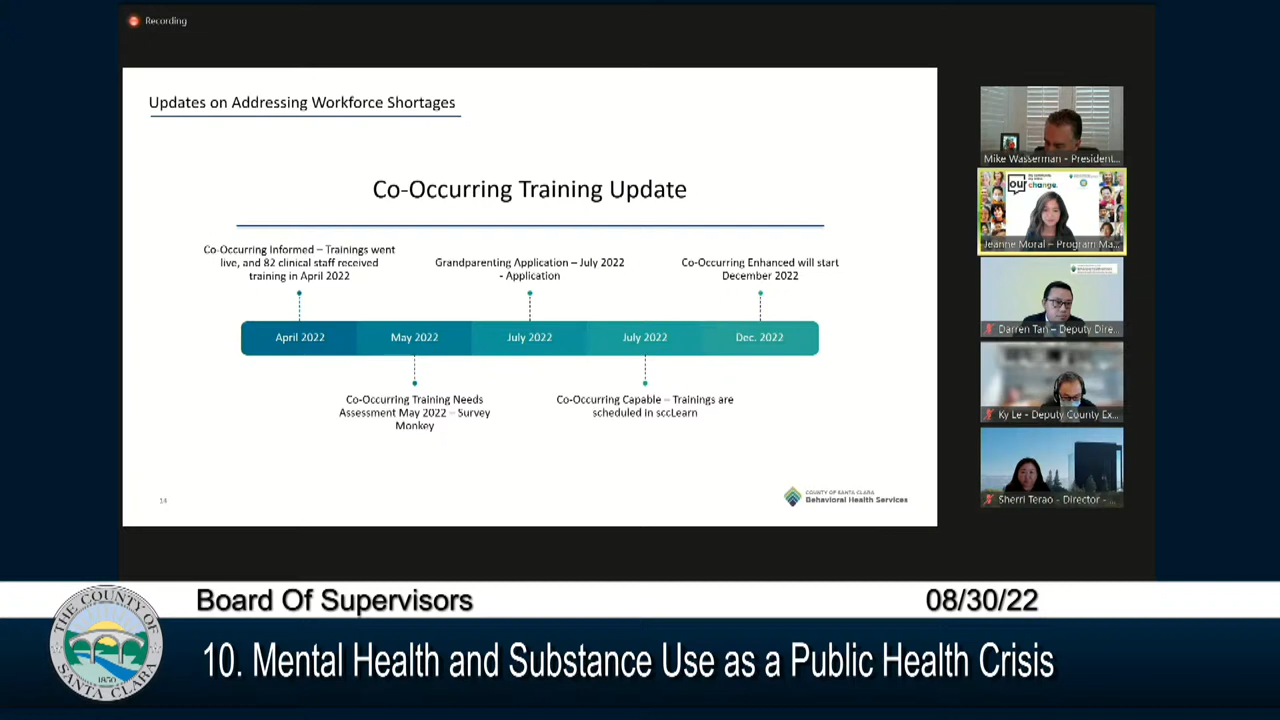 Recording
Updates on Addressing Workforce Shortages
Co-Occurring Training Update
Co-Occurring Informed – Trainings went
live, and 82 clinical staff received
training in April 2022
Grandparenting Application – July 2022
- Application
Co-Occurring Enhanced will start
December 2022
April 2022
May 2022
July 2022
July 2022
Dec. 2022
Co-Occurring Training Needs
Assessment May 2022 – Survey
Monkey
Co-Occurring Capable – Trainings are
scheduled in sccLearn
14
COUNTY OF SANTA CLARA
Behavioral Health Services
Mike Wasserman - President...
our
change.
Jeanne Moral – Program Ma...
Darren Tan – Deputy Dire...
Ky Le - Deputy County Ex...
Sherri Terao - Director - ...
Board Of Supervisors
08/30/22
THE COUNTY OF
SANTA CLARA
1850
10. Mental Health and Substance Use as a Public Health Crisis